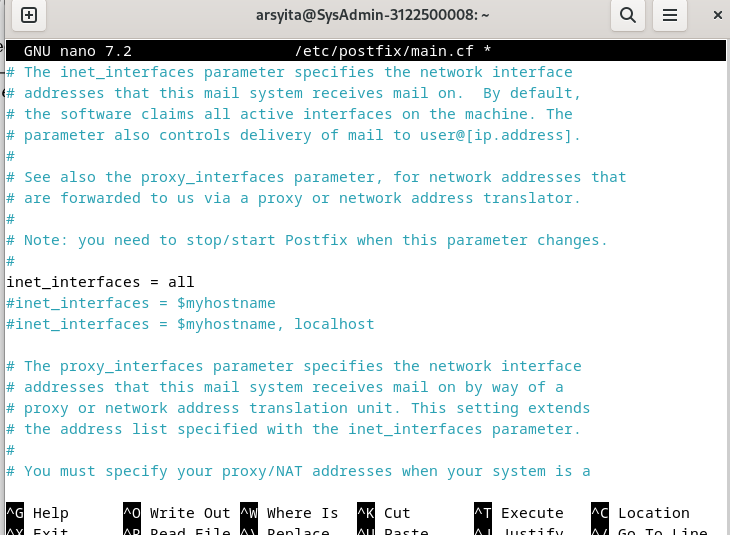 arsyita@SysAdmin-3122500008: ~
GNU nano 7.2 /etc/postfix/main.cf *
# The inet_interfaces parameter specifies the network interface
# addresses that this mail system receives mail on.  By default,
# the software claims all active interfaces on the machine. The
# parameter also controls delivery of mail to user@[ip.address].
#
# See also the proxy_interfaces parameter, for network addresses that
# are forwarded to us via a proxy or network address translator.
#
# Note: you need to stop/start Postfix when this parameter changes.
#
inet_interfaces = all
#inet_interfaces = $myhostname
#inet_interfaces = $myhostname, localhost
# The proxy_interfaces parameter specifies the network interface
# addresses that this mail system receives mail on by way of a
# proxy or network address translation unit. This setting extends
# the address list specified with the inet_interfaces parameter.
#
# You must specify your proxy/NAT addresses when your system is a
^G Help ^O Write Out ^W Where Is ^K Cut ^T Execute ^C Location
^X Exit ^R Read File ^\ Replace ^U Paste ^J Justify ^/ Go To Line